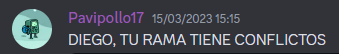 Pavipollo17 15/03/2023 15:15
DIEGO, TU RAMA TIENE CONFLICTOS